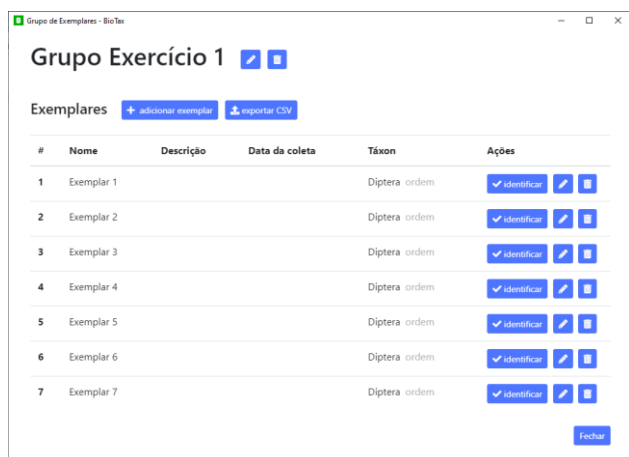 Grupo de Exemplares - BioTax
Grupo Exercício 1
Exemplares + adicionar exemplar exportar CSV
# Nome Descrição Data da coleta Táxon Ações
1 Exemplar 1 Diptera ordem identificar
2 Exemplar 2 Diptera ordem identificar
3 Exemplar 3 Diptera ordem identificar
4 Exemplar 4 Diptera ordem identificar
5 Exemplar 5 Diptera ordem identificar
6 Exemplar 6 Diptera ordem identificar
7 Exemplar 7 Diptera ordem identificar
Fechar